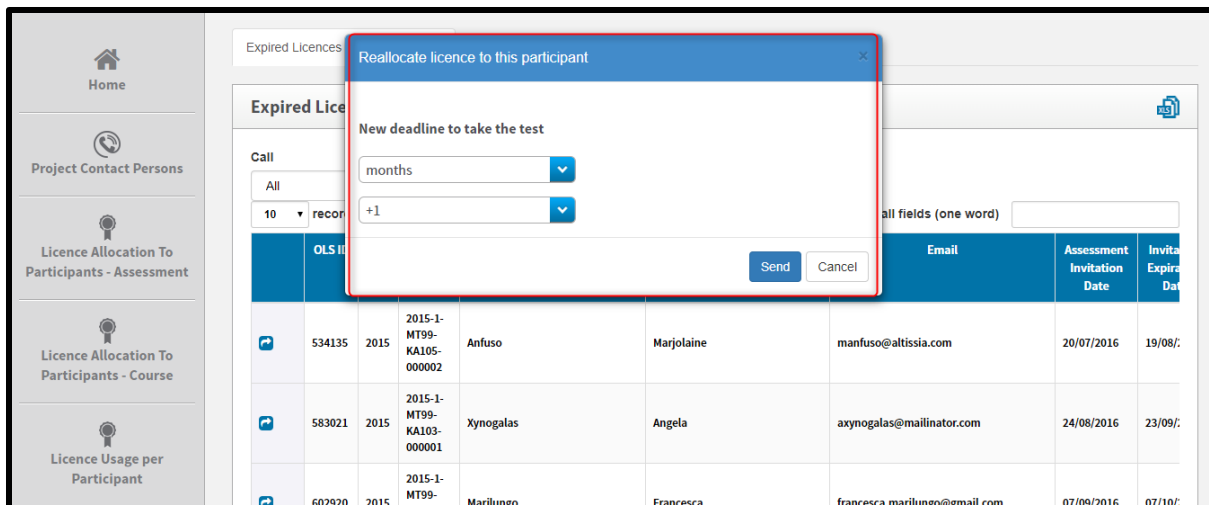 Home
Project Contact Persons
Licence Allocation To
Participants - Assessment
Licence Allocation To
Participants - Course
Licence Usage per
Participant
Expired Licences
Reallocate licence to this participant
×
New deadline to take the test
months
+1
Send
Cancel
Expired Lice
XLS
Call
All
10 recor
all fields (one word)
OLS ID
Email
Assessment
Invitation
Date
Invita
Expira
Dat
534135
2015
2015-1-
MT99-
KA105-
000002
Anfuso
Marjolaine
manfuso@altissia.com
20/07/2016
19/08/
583021
2015
2015-1-
MT99-
KA103-
000001
Xynogalas
Angela
axynogalas@mailinator.com
24/08/2016
23/09/
602920
2015
2015-1-
MT99-
Marilungo
Francesca
francesca.marilungo@gmail.com
07/09/2016
07/10/